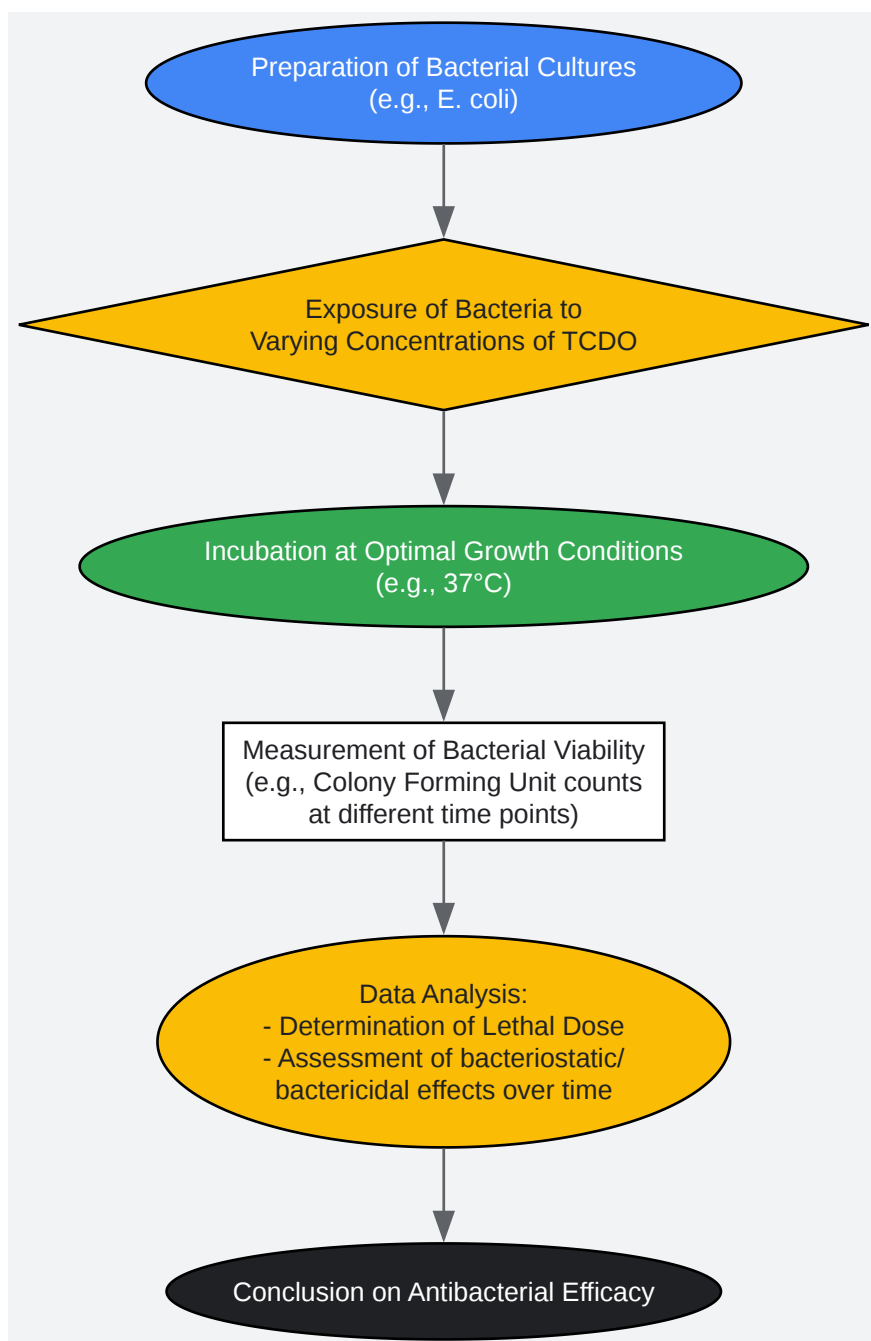 Preparation of Bacterial Cultures
(e.g., E. coli)
Exposure of Bacteria to
Varying Concentrations of TCDO
Incubation at Optimal Growth Conditions
(e.g., 37°C)
Measurement of Bacterial Viability
(e.g., Colony Forming Unit counts
at different time points)
Data Analysis:
- Determination of Lethal Dose
- Assessment of bacteriostatic/
bactericidal effects over time
Conclusion on Antibacterial Efficacy